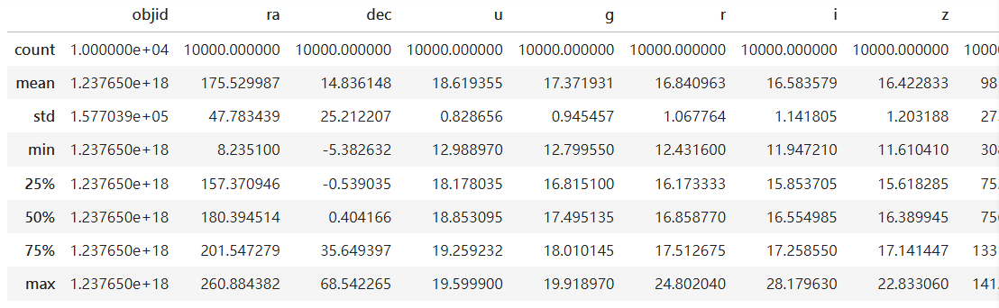 objid ra dec u g r i z
count 1.000000e+04 10000.000000 10000.000000 10000.000000 10000.000000 10000.000000 10000.000000 10000.000000 1000
mean 1.237650e+18 175.529987 14.836148 18.619355 17.371931 16.840963 16.583579 16.422833 98
std 1.577039e+05 47.783439 25.212207 0.828656 0.945457 1.067764 1.141805 1.203188 27
min 1.237650e+18 8.235100 -5.382632 12.988970 12.799550 12.431600 11.947210 11.610410 30
25% 1.237650e+18 157.370946 -0.539035 18.178035 16.815100 16.173333 15.853705 15.618285 75
50% 1.237650e+18 180.394514 0.404166 18.853095 17.495135 16.858770 16.554985 16.389945 75
75% 1.237650e+18 201.547279 35.649397 19.259232 18.010145 17.512675 17.258550 17.141447 133
max 1.237650e+18 260.884382 68.542265 19.599900 19.918970 24.802040 28.179630 22.833060 141